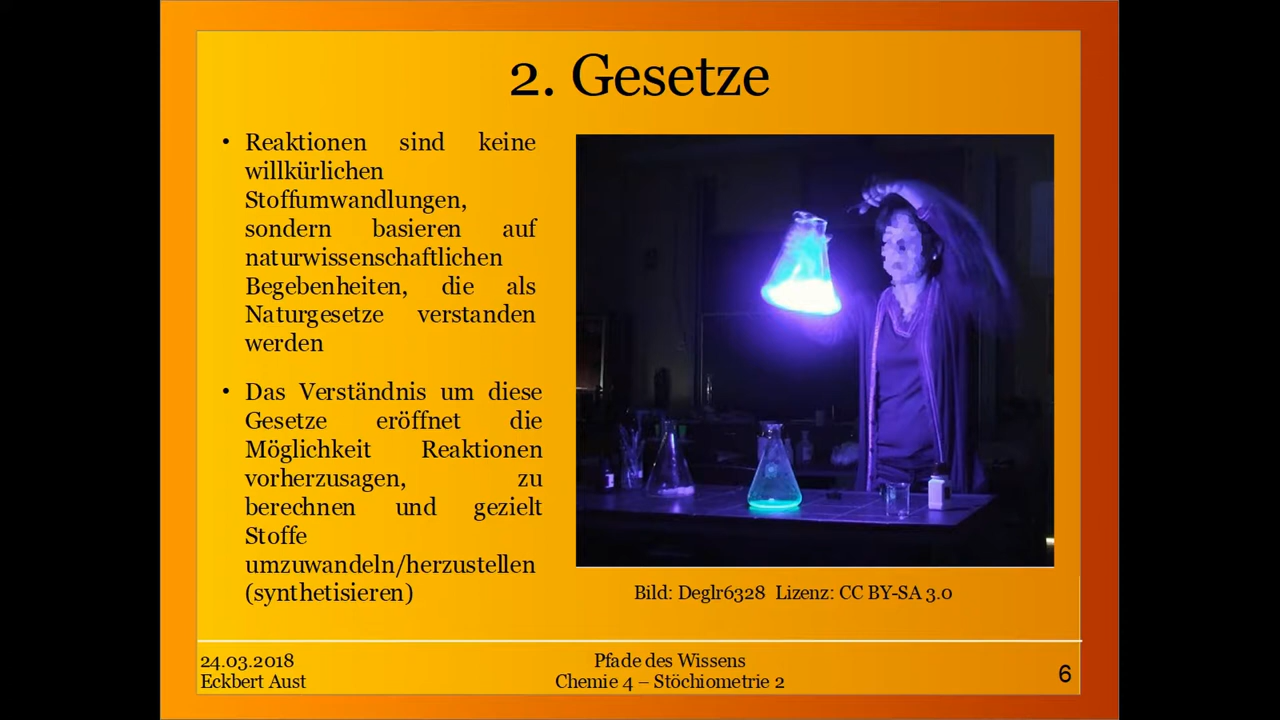 2. Gesetze
• Reaktionen sind keine
willkürlichen
Stoffumwandlungen,
sondern basieren auf
naturwissenschaftlichen
Begebenheiten, die als
Naturgesetze verstanden
werden
• Das Verständnis um diese
Gesetze eröffnet die
Möglichkeit Reaktionen
vorherzusagen, zu
berechnen und gezielt
Stoffe
umzuwandeln/herzustellen
(synthetisieren)
Bild: Deglr6328 Lizenz: CC BY-SA 3.0
24.03.2018
Eckbert Aust
Pfade des Wissens
Chemie 4 – Stöchiometrie 2
6